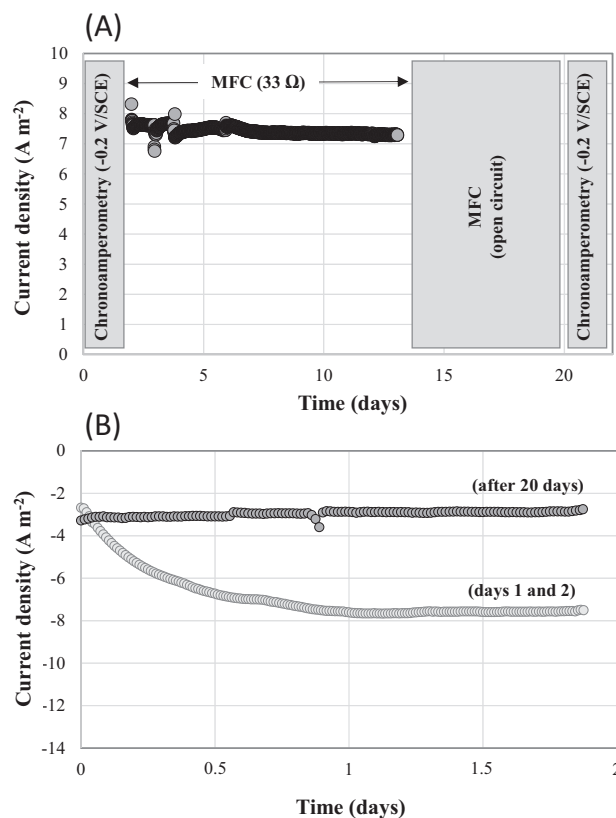 (A)
Current density (A m-2)
10
9
8
7
6
5
4
3
2
1
0
Chronoamperometry (-0.2 V/SCE)
MFC (33 Ω)
MFC
(open circuit)
Chronoamperometry (-0.2 V/SCE)
0
5
10
15
20
Time (days)
(B)
Current density (A m-2)
0
-2
-4
-6
-8
-10
-12
-14
(after 20 days)
(days 1 and 2)
0
0.5
1
1.5
2
Time (days)